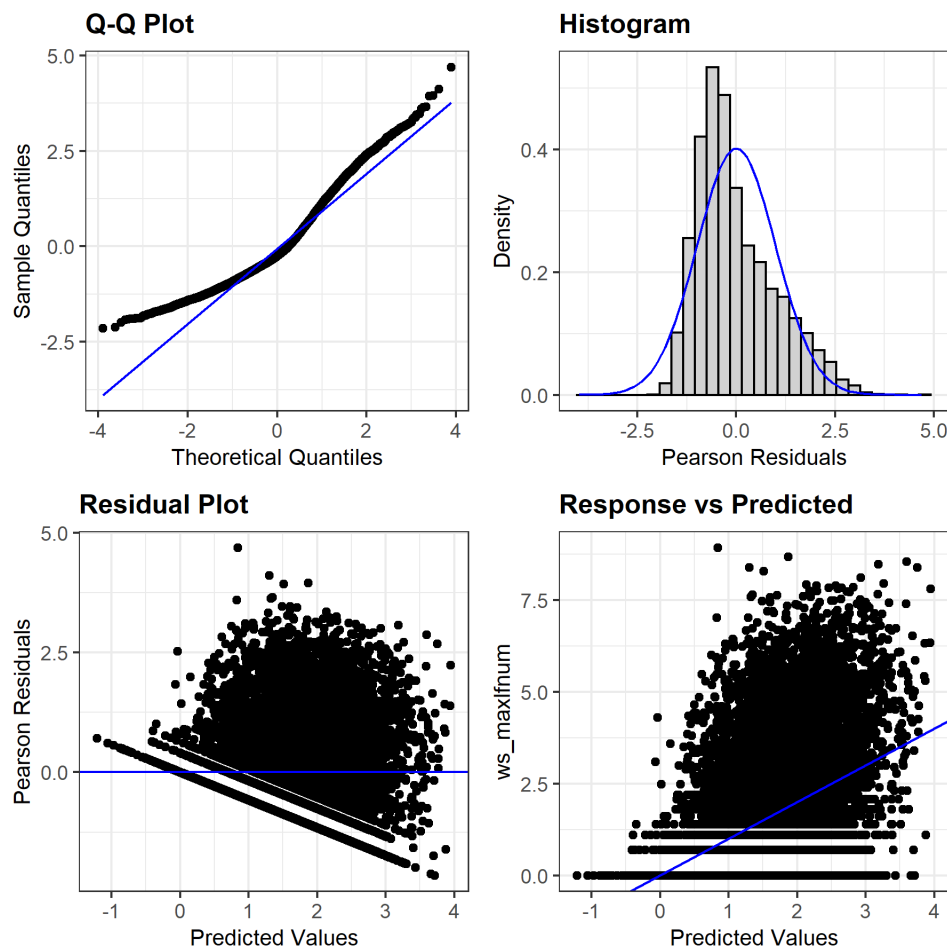 Q-Q Plot
5.0
2.5
0.0
-2.5
Sample Quantiles
-4 -2 0 2 4
Theoretical Quantiles
Histogram
0.4
0.2
0.0
Density
-2.5 0.0 2.5 5.0
Pearson Residuals
Residual Plot
5.0
2.5
0.0
Pearson Residuals
-1 0 1 2 3 4
Predicted Values
Response vs Predicted
7.5
5.0
2.5
0.0
ws_maxifnum
-1 0 1 2 3 4
Predicted Values